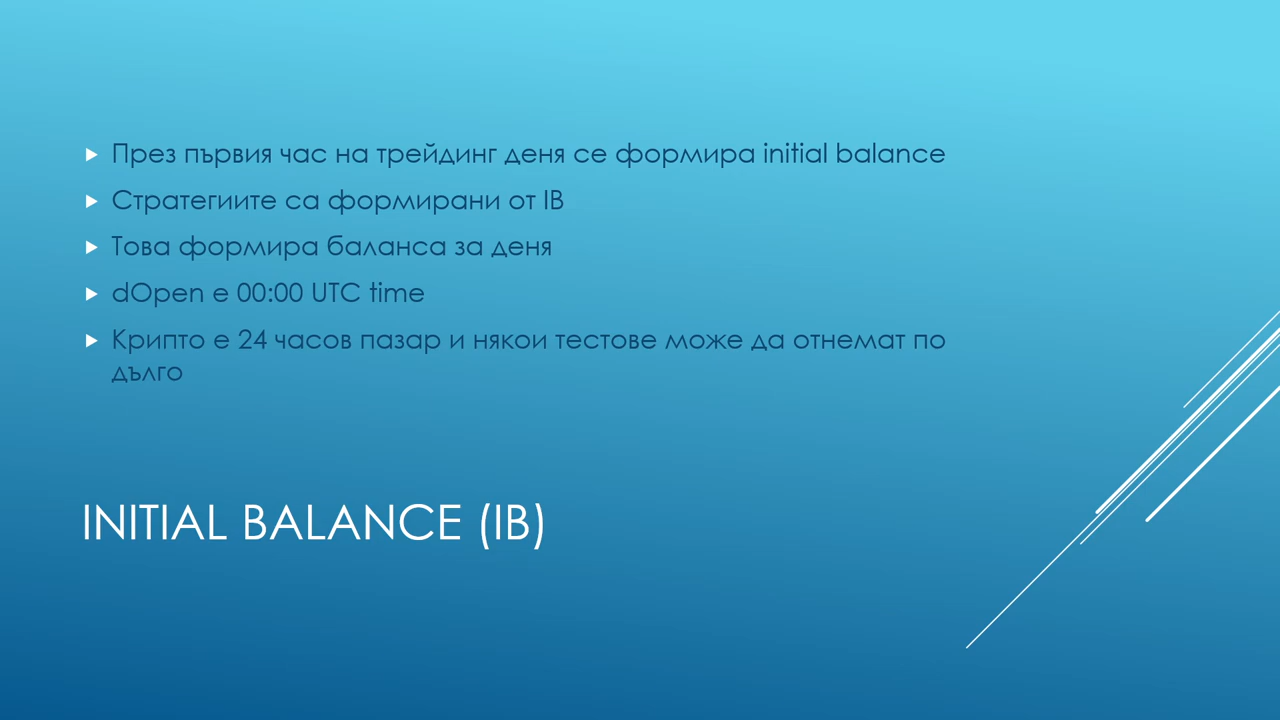 През първия час на трейдинг деня се формира initial balance
Стратегиите са формирани от IB
Това формира баланса за деня
dOpen е 00:00 UTC time
Крипто е 24 часов пазар и някои тестове може да отнемат по
дълго
INITIAL BALANCE (IB)